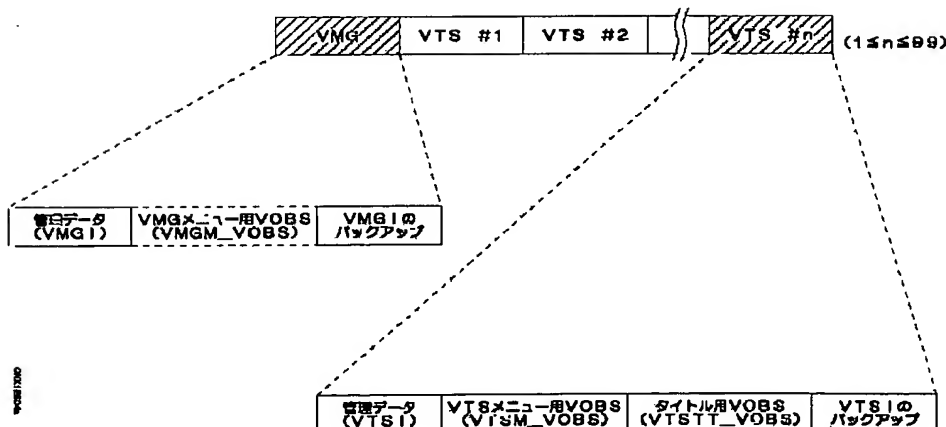 VMG VTS #1 VTS #2 VTS #n (1≦n≦99)
管理データ VMGメニュー用VOBS VMGIの
(VMGI) (VMGM_VOBS) バックアップ
管理データ VTSメニュー用VOBS タイトル用VOBS VTSIの
(VTSI) (VTSM_VOBS) (VTSTT_VOBS) バックアップ